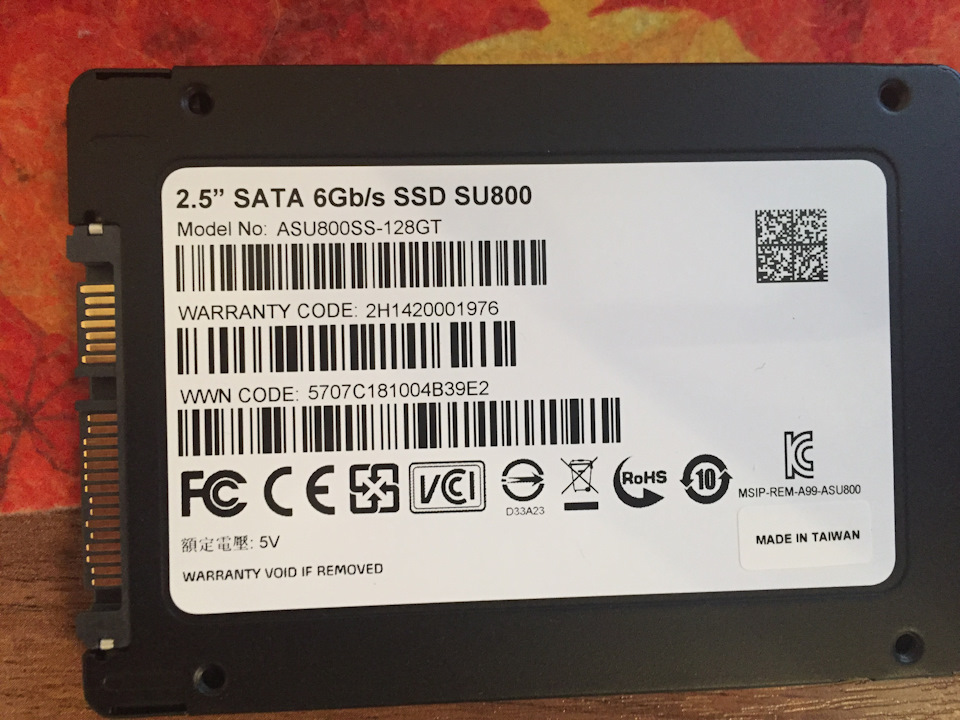 2.5” SATA 6Gb/s SSD SU800
Model No: ASU800SS-128GT
WARRANTY CODE: 2H1420001976
WWN CODE: 5707C181004B39E2
FC CE VCI D33A23 RoHS 10 MSIP-REM-A99-ASU800
額定電壓: 5V
MADE IN TAIWAN
WARRANTY VOID IF REMOVED